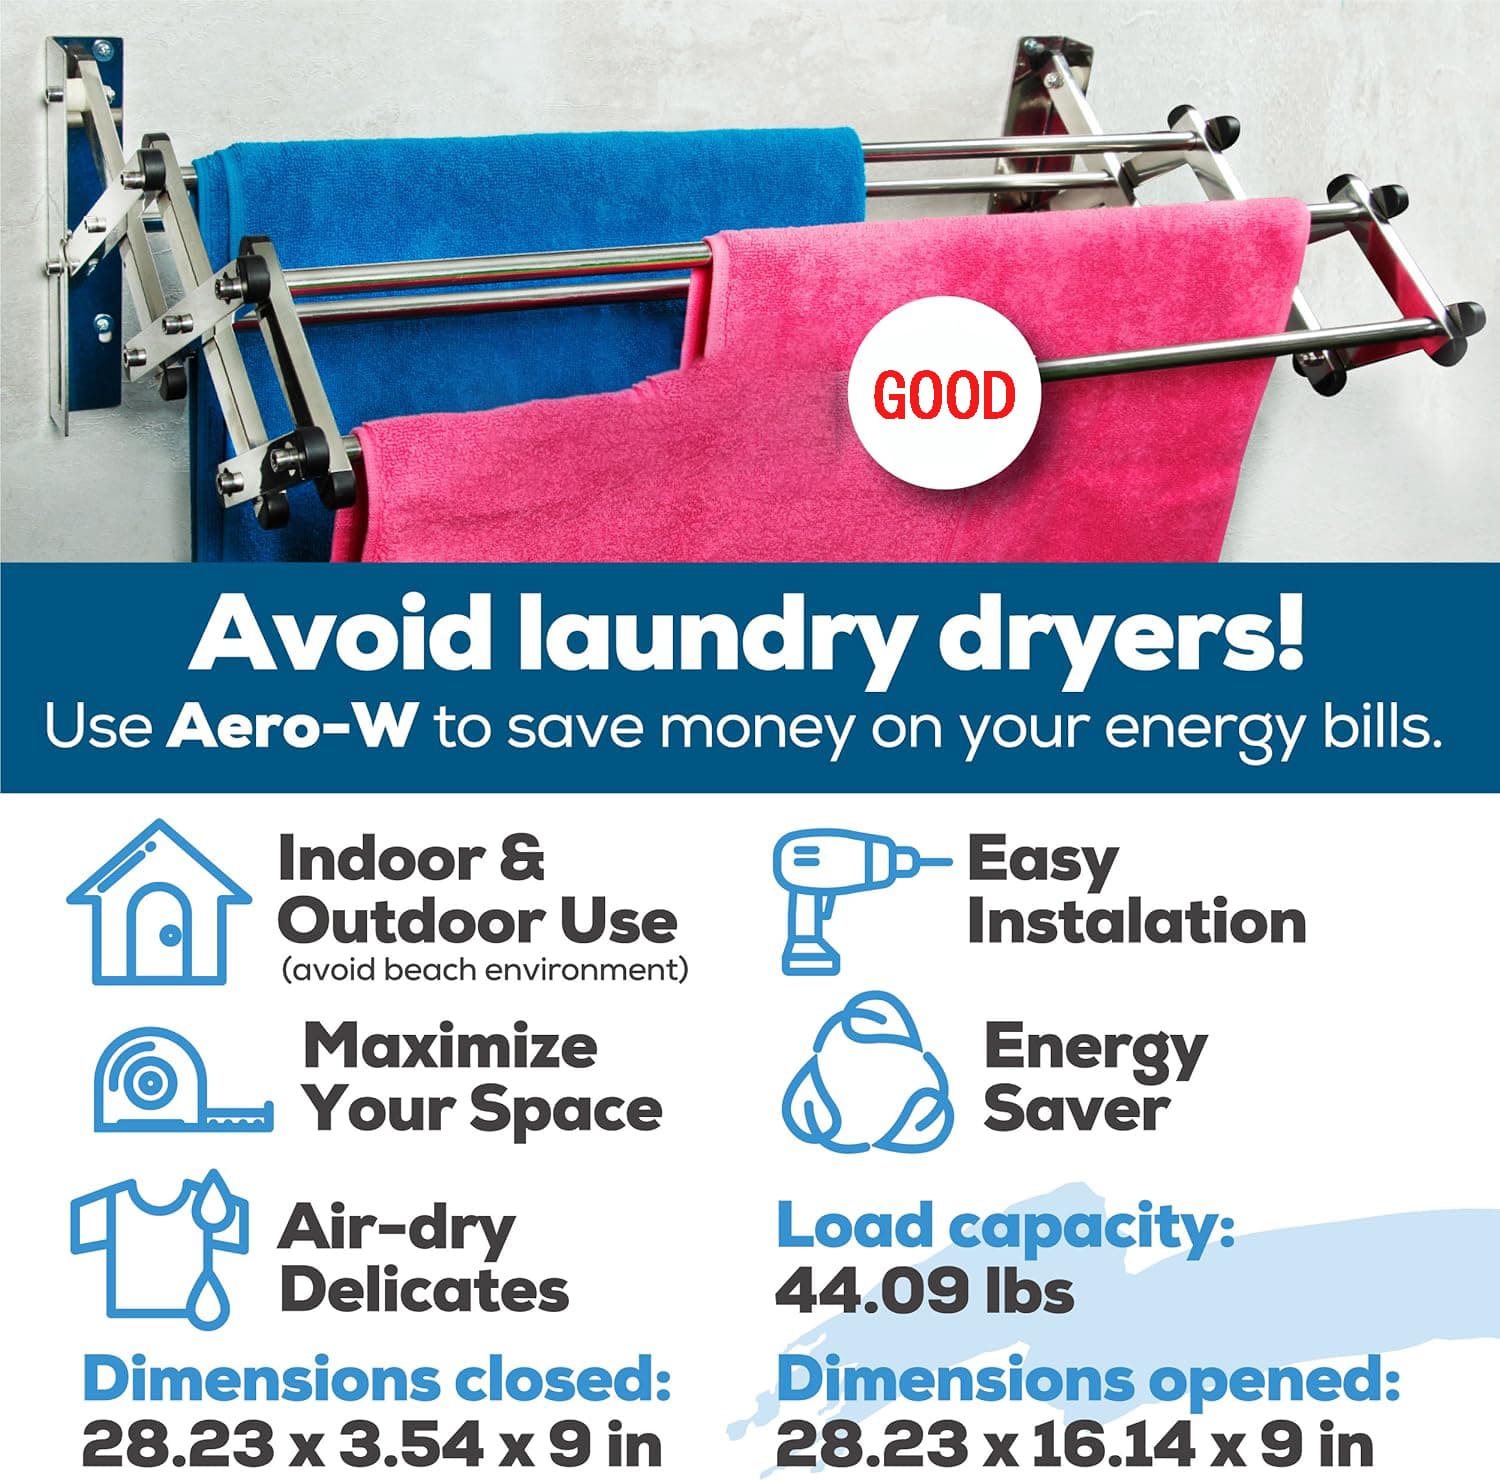 GOOD
Avoid laundry dryers!
Use Aero-W to save money on your energy bills.
Indoor &
Outdoor Use
(avoid beach environment)
Easy
Instalation
Maximize
Your Space
Energy
Saver
Air-dry
Delicates
Load capacity:
44.09 lbs
Dimensions closed:
28.23 x 3.54 x 9 in
Dimensions opened:
28.23 x 16.14 x 9 in